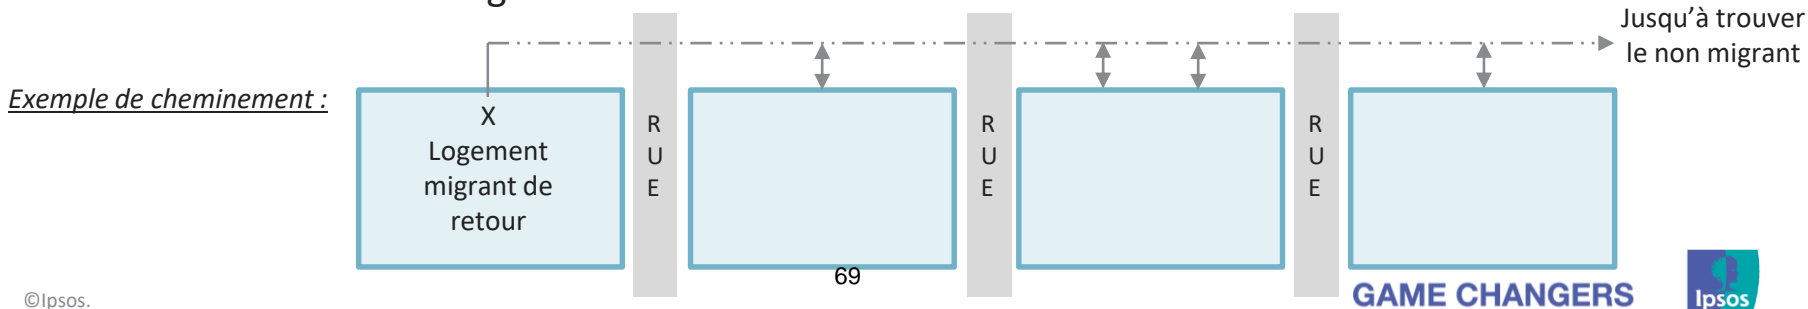 Jusqu’à trouver
le non migrant
Exemple de cheminement :
X
Logement
migrant de
retour
R
U
E
R
U
E
R
U
E
69
©Ipsos.
GAME CHANGERS
Ipsos